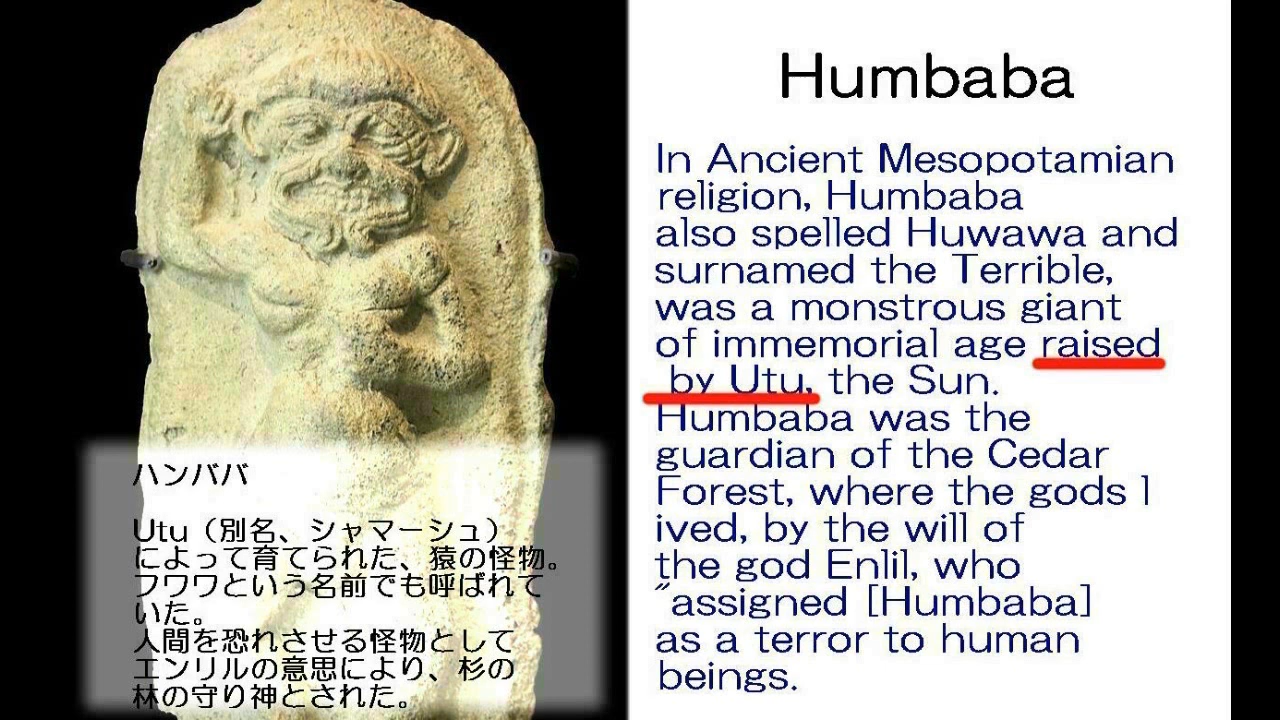 Humbaba
In Ancient Mesopotamian
religion, Humbaba
also spelled Huwawa and
surnamed the Terrible,
was a monstrous giant
of immemorial age raised
by Utu, the Sun.
Humbaba was the
guardian of the Cedar
Forest, where the gods l
ived, by the will of
the god Enlil, who
"assigned [Humbaba]
as a terror to human
beings.
ハンババ
Utu（別名、シャマーシュ）
によって育てられた、猿の怪物。
フワワという名前でも呼ばれて
いた。
人間を恐れさせる怪物として
エンリルの意思により、杉の
林の守り神とされた。